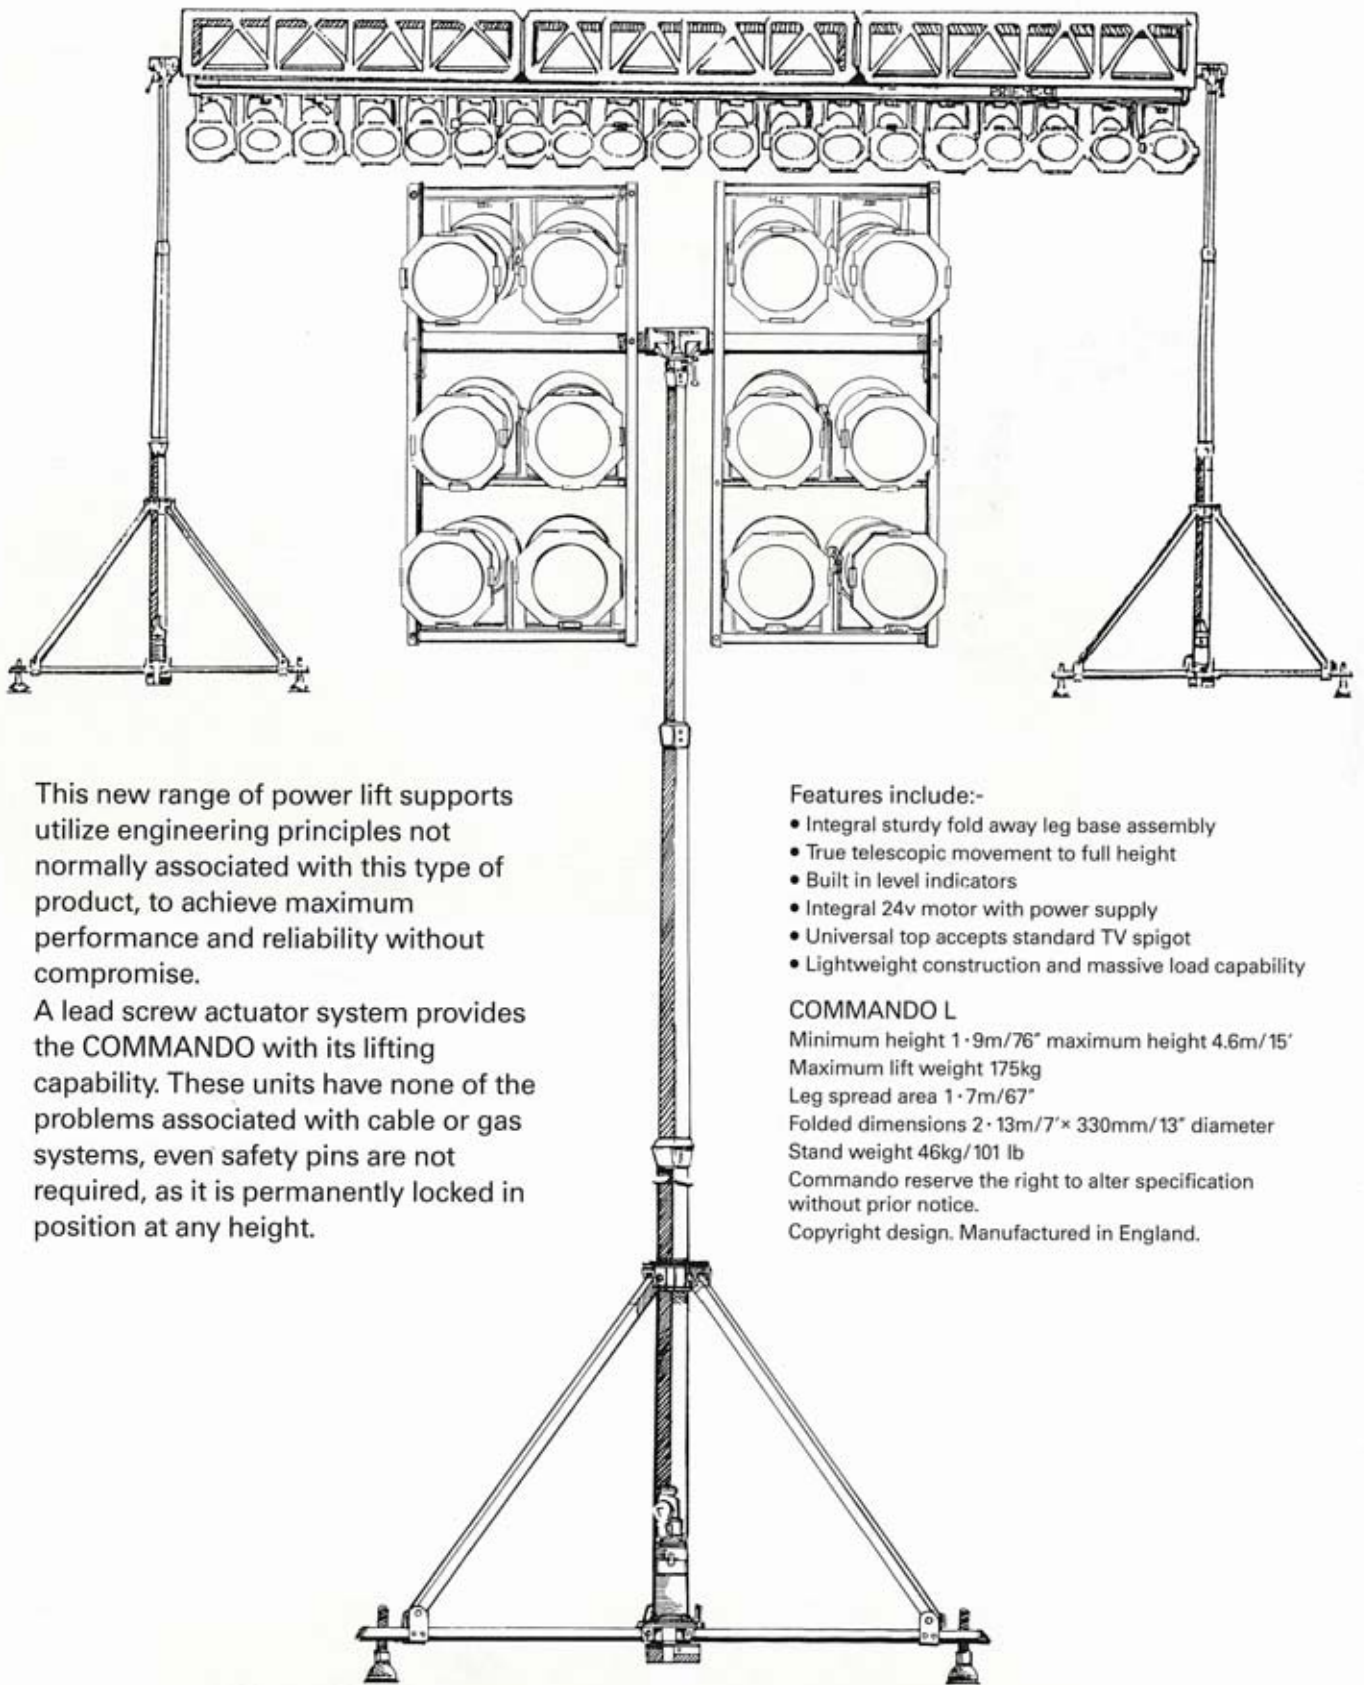 This new range of power lift supports
utilize engineering principles not
normally associated with this type of
product, to achieve maximum
performance and reliability without
compromise.
A lead screw actuator system provides
the COMMANDO with its lifting
capability. These units have none of the
problems associated with cable or gas
systems, even safety pins are not
required, as it is permanently locked in
position at any height.
Features include:-
• Integral sturdy fold away leg base assembly
• True telescopic movement to full height
• Built in level indicators
• Integral 24v motor with power supply
• Universal top accepts standard TV spigot
• Lightweight construction and massive load capability
COMMANDO L
Minimum height 1·9m/76″ maximum height 4.6m/15′
Maximum lift weight 175kg
Leg spread area 1·7m/67″
Folded dimensions 2·13m/7′× 330mm/13″ diameter
Stand weight 46kg/101 lb
Commando reserve the right to alter specification
without prior notice.
Copyright design. Manufactured in England.